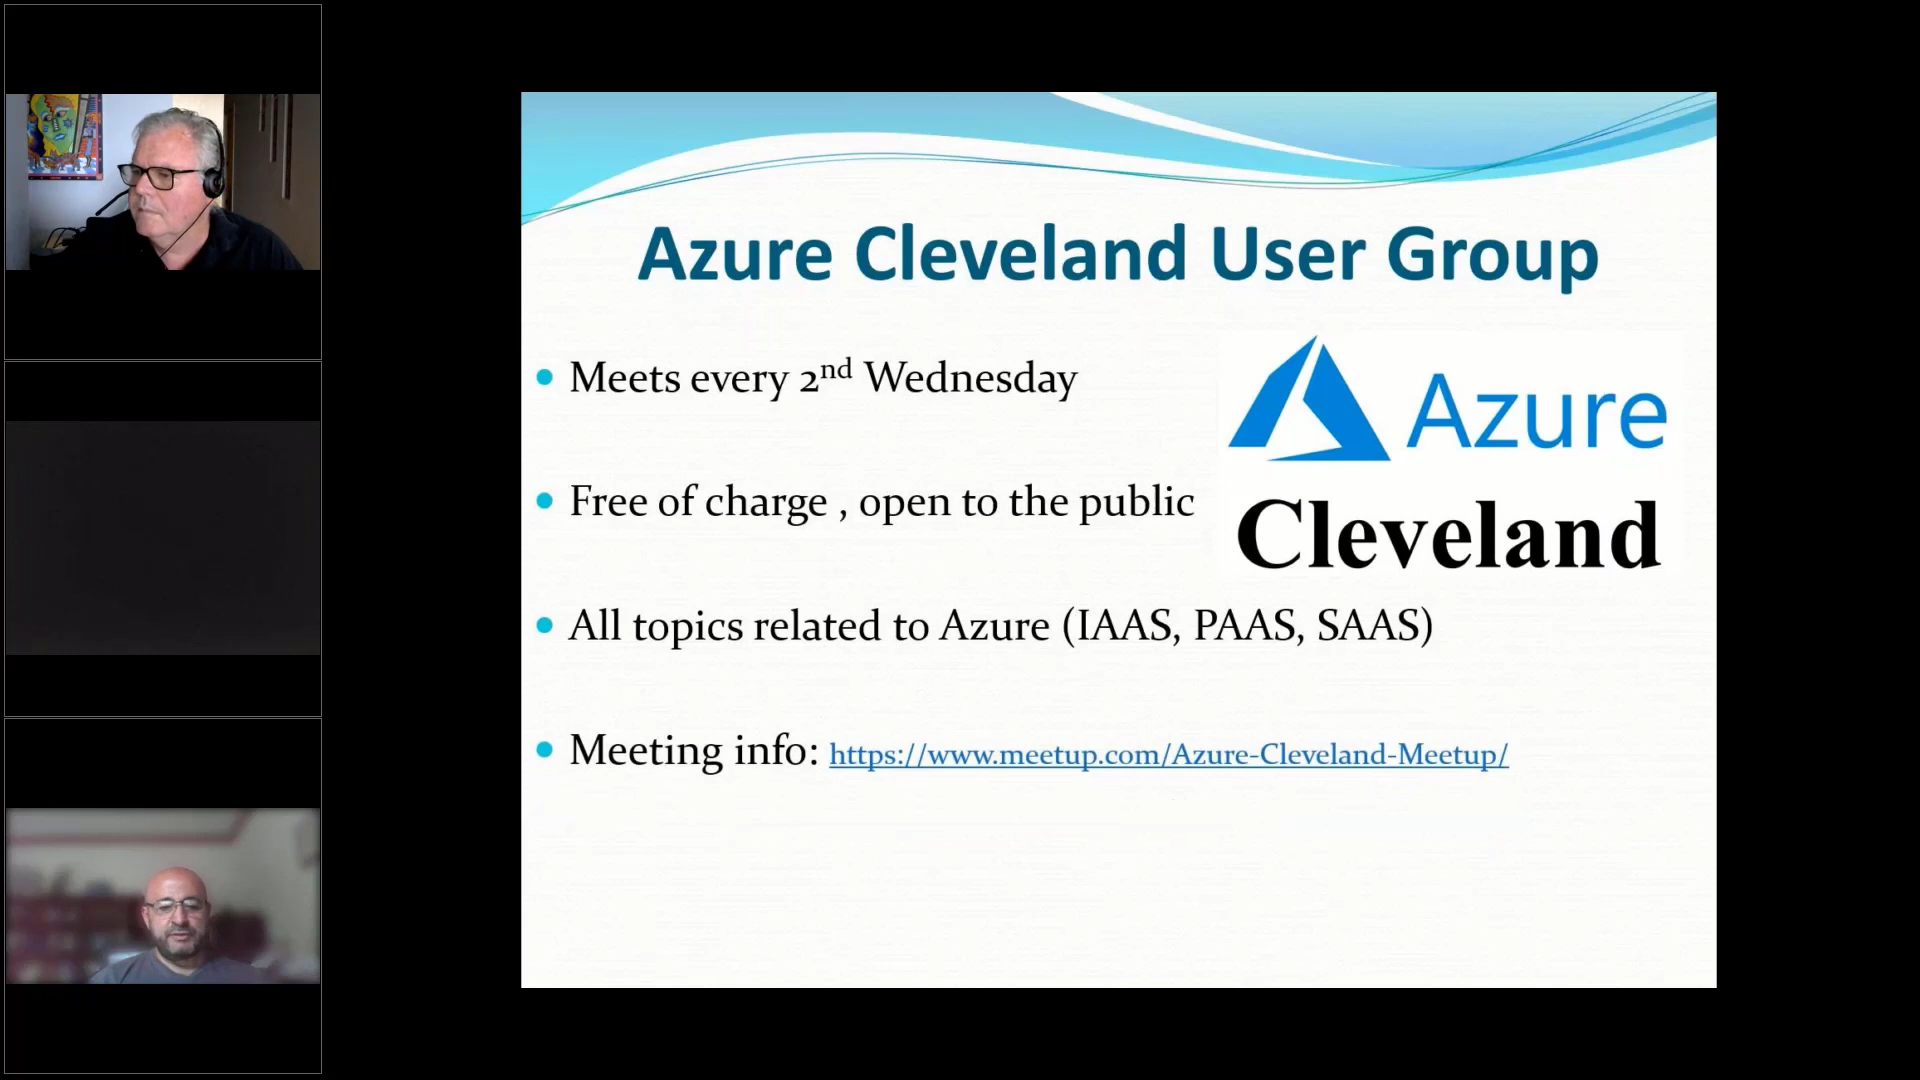 Azure Cleveland User Group
• Meets every 2nd Wednesday
• Free of charge , open to the public
• All topics related to Azure (IAAS, PAAS, SAAS)
• Meeting info: https://www.meetup.com/Azure-Cleveland-Meetup/
Azure
Cleveland